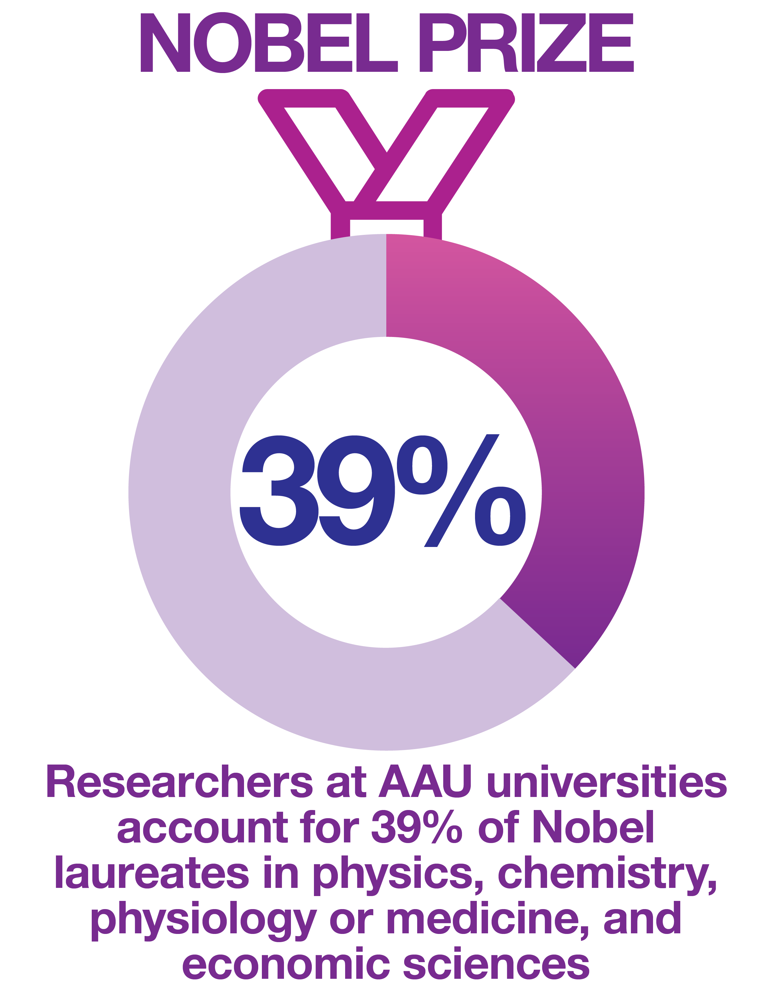 NOBEL PRIZE
39%
Researchers at AAU universities
account for 39% of Nobel
laureates in physics, chemistry,
physiology or medicine, and
economic sciences